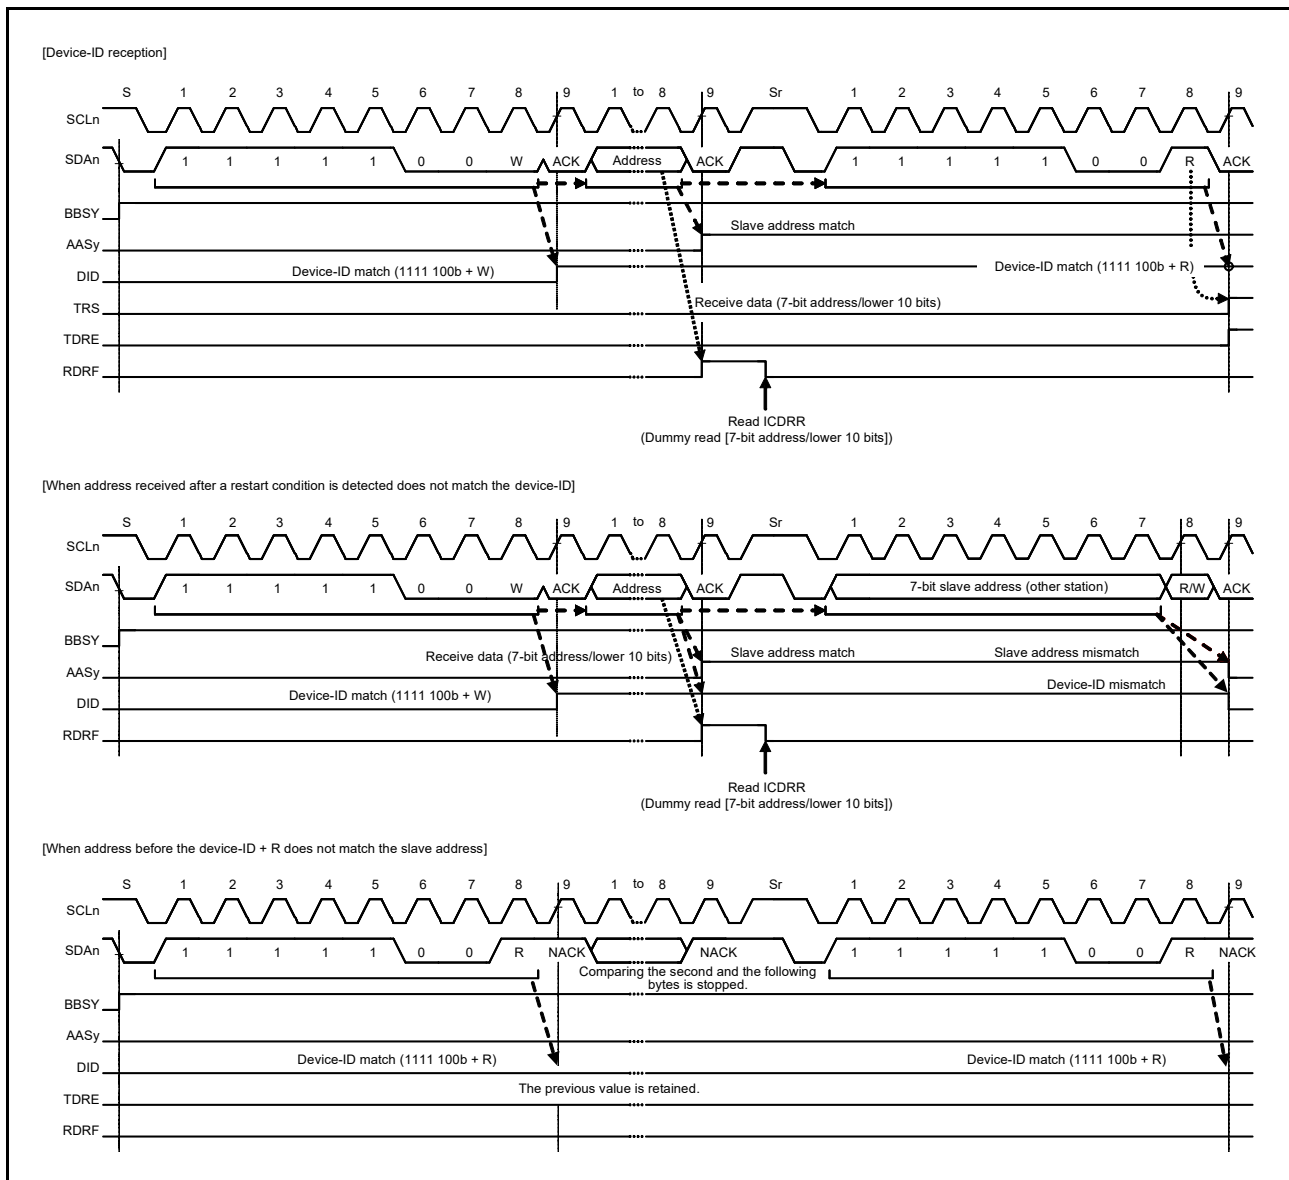 [Device-ID reception]
S 1 2 3 4 5 6 7 8 9 1 to 8 9 Sr 1 2 3 4 5 6 7 8 9
SCLn
SDAn 1 1 1 1 1 0 0 W ACK Address ACK 1 1 1 1 1 0 0 R ACK
BBSY
Slave address match
AASy
Device-ID match (1111 100b + W) Device-ID match (1111 100b + R)
DID
Receive data (7-bit address/lower 10 bits)
TRS
TDRE
RDRF
Read ICDRR
(Dummy read [7-bit address/lower 10 bits])
[When address received after a restart condition is detected does not match the device-ID]
S 1 2 3 4 5 6 7 8 9 1 to 8 9 Sr 1 2 3 4 5 6 7 8 9
SCLn
SDAn 1 1 1 1 1 0 0 W ACK Address ACK 7-bit slave address (other station) R/W ACK
BBSY
Receive data (7-bit address/lower 10 bits) Slave address match Slave address mismatch
AASy
Device-ID match (1111 100b + W) Device-ID mismatch
DID
RDRF
Read ICDRR
(Dummy read [7-bit address/lower 10 bits])
[When address before the device-ID + R does not match the slave address]
S 1 2 3 4 5 6 7 8 9 1 to 8 9 Sr 1 2 3 4 5 6 7 8 9
SCLn
SDAn 1 1 1 1 1 0 0 R NACK NACK 1 1 1 1 1 0 0 R NACK
Comparing the second and the following
bytes is stopped.
BBSY
AASy
Device-ID match (1111 100b + R) Device-ID match (1111 100b + R)
DID
The previous value is retained.
TDRE
RDRF